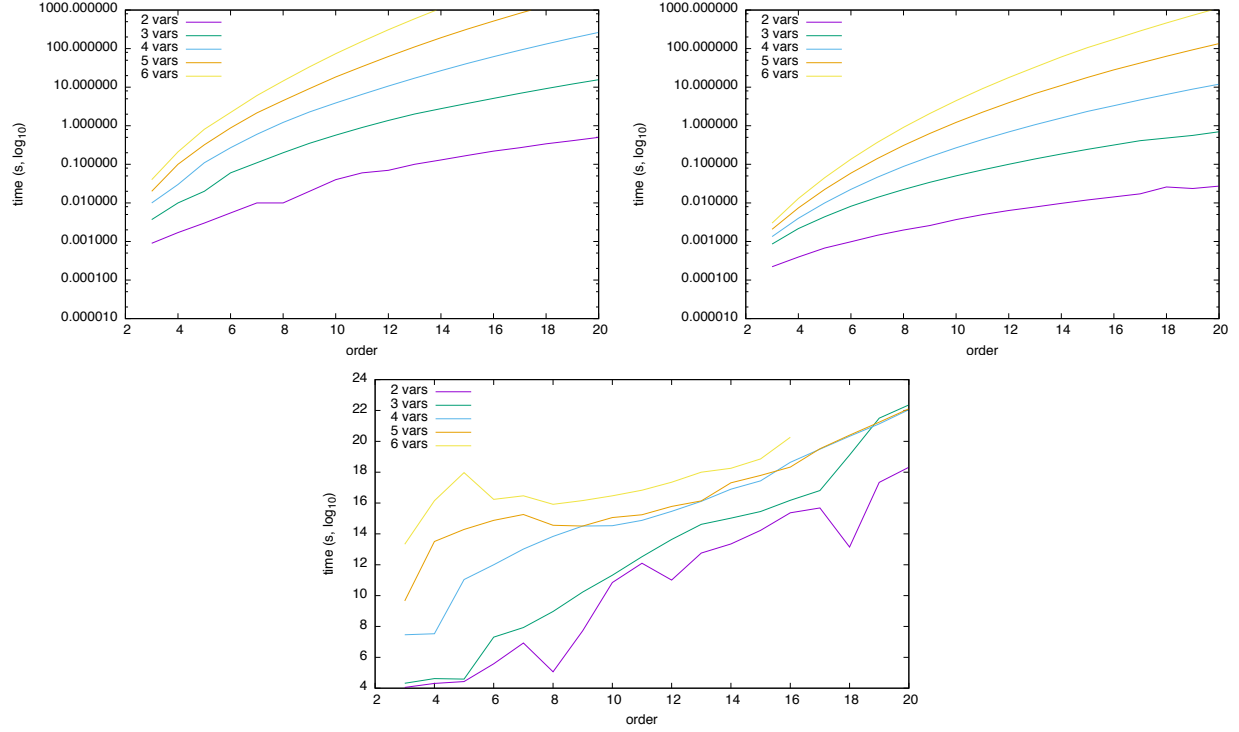 1000.000000
100.000000
10.000000
1.000000
0.100000
0.010000
0.001000
0.000100
0.000010
time (s, log10)
2 vars
3 vars
4 vars
5 vars
6 vars
2 4 6 8 10 12 14 16 18 20
order
1000.000000
100.000000
10.000000
1.000000
0.100000
0.010000
0.001000
0.000100
0.000010
time (s, log10)
2 vars
3 vars
4 vars
5 vars
6 vars
2 4 6 8 10 12 14 16 18 20
order
24
22
20
18
16
14
12
10
8
6
4
time (s, log10)
2 vars
3 vars
4 vars
5 vars
6 vars
2 4 6 8 10 12 14 16 18 20
order